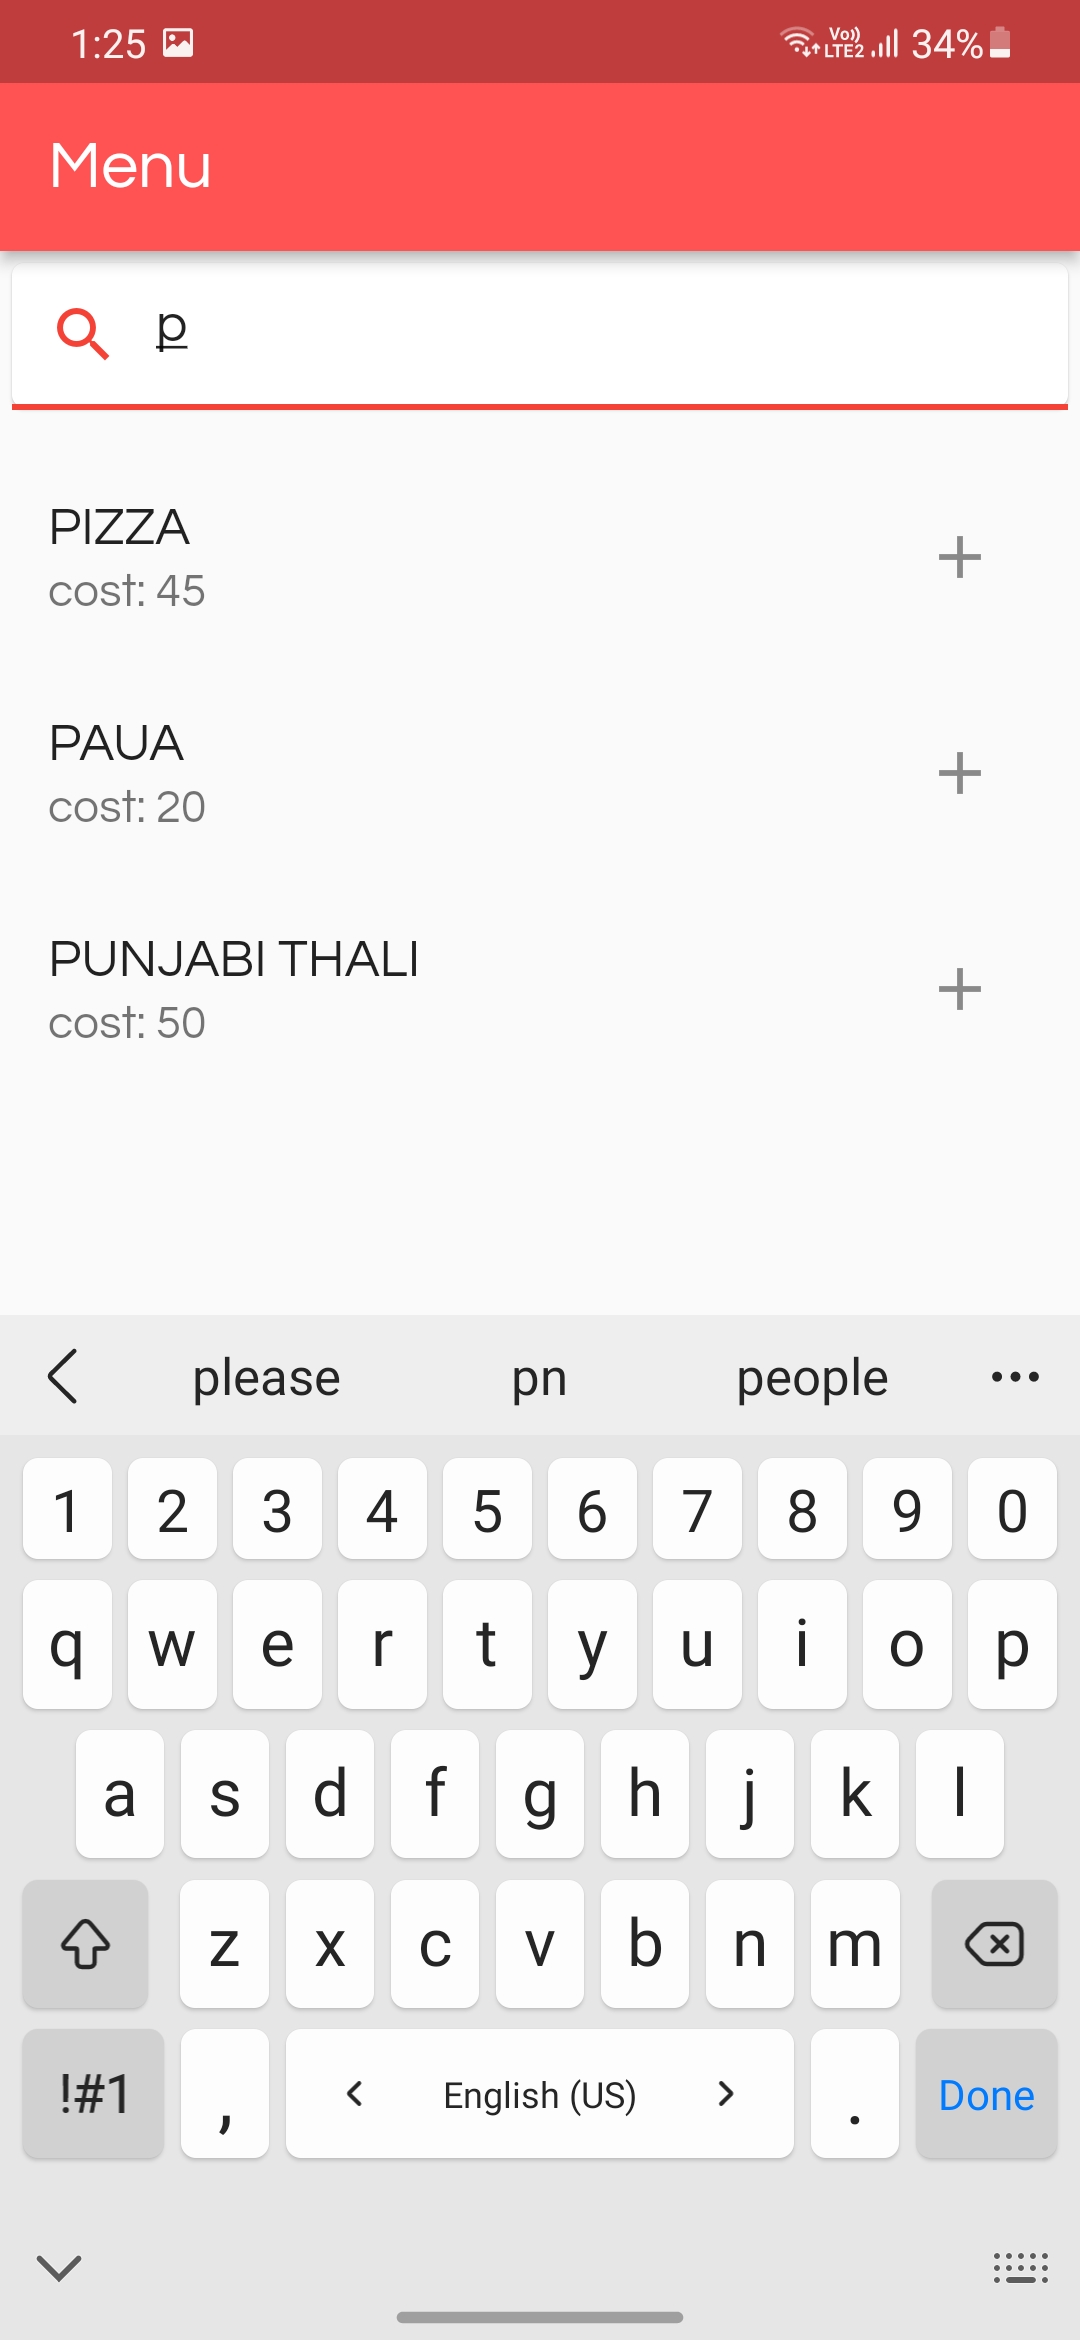 1:25 Vo)) LTE2 34%
Menu
p
PIZZA
cost: 45
PAUA
cost: 20
PUNJABI THALI
cost: 50
please pn people
1 2 3 4 5 6 7 8 9 0
q w e r t y u i o p
a s d f g h j k l
z x c v b n m
!#1 , English (US) . Done